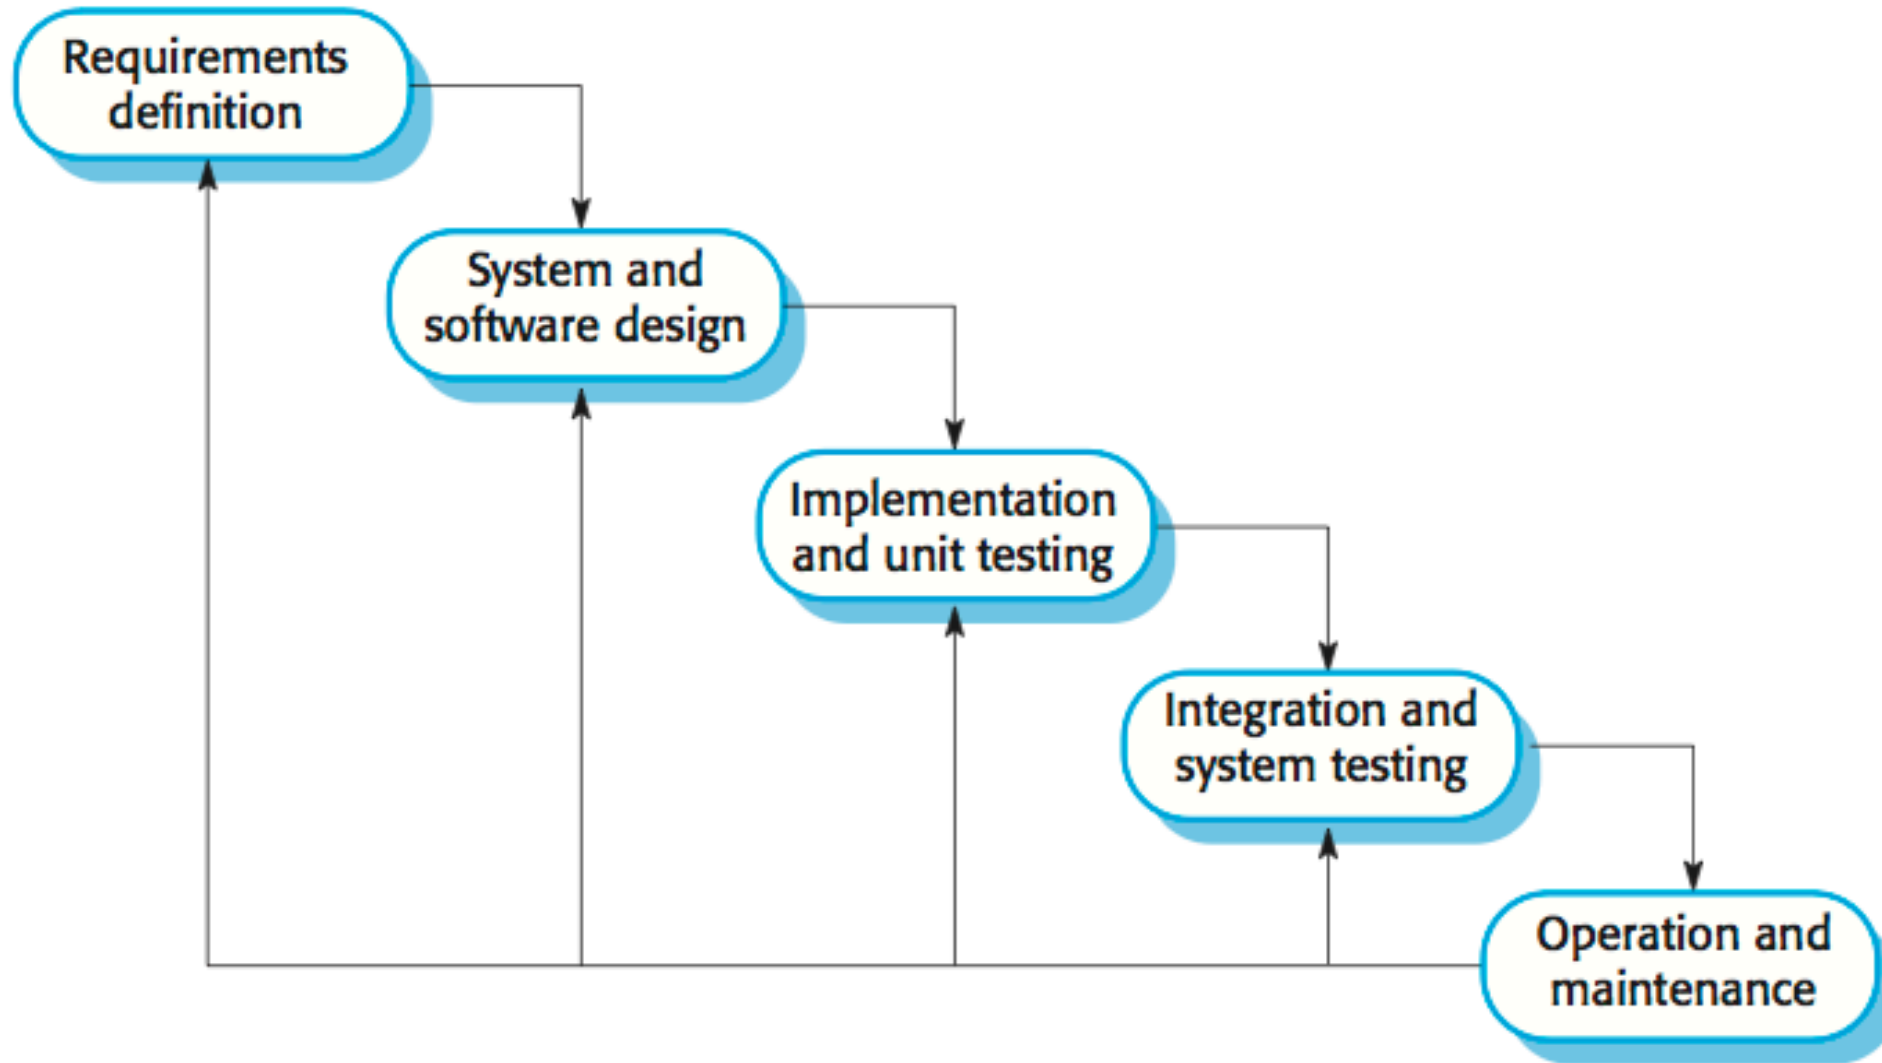 Requirements
definition
System and
software design
Implementation
and unit testing
Integration and
system testing
Operation and
maintenance